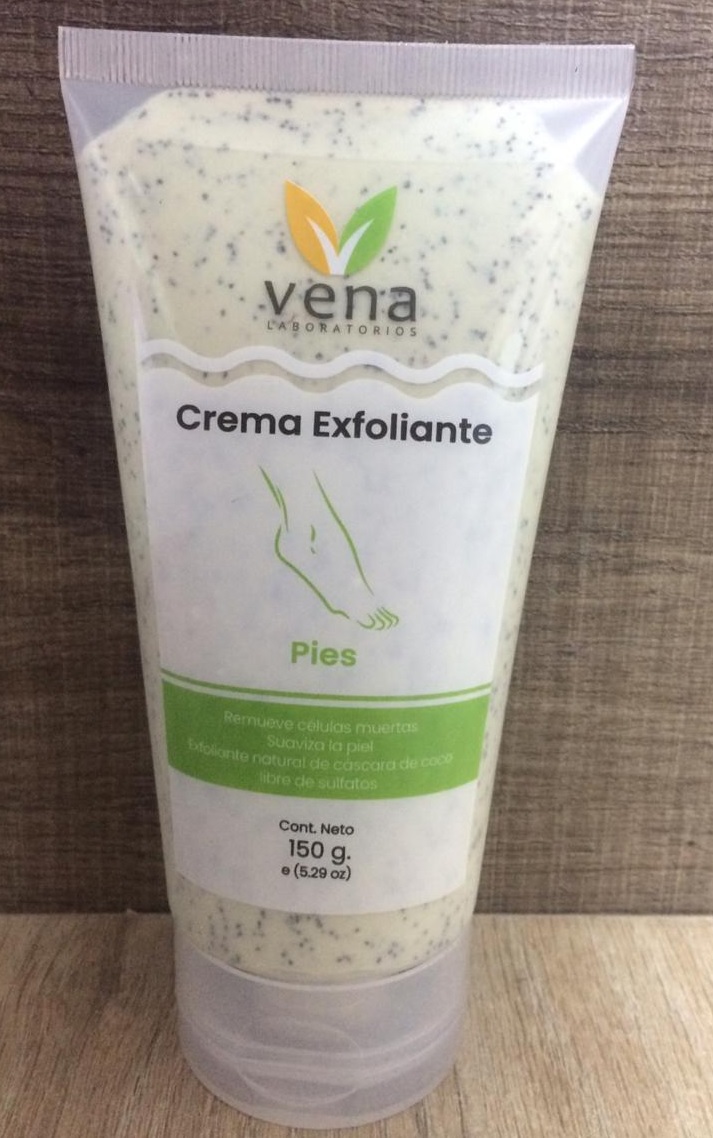 vena
LABORATORIOS
Crema Exfoliante
Pies
Remueve células muertas
Suaviza la piel
Exfoliante natural de cáscara de coco
libre de sulfatos
Cont. Neto
150 g.
e (5.29 oz)